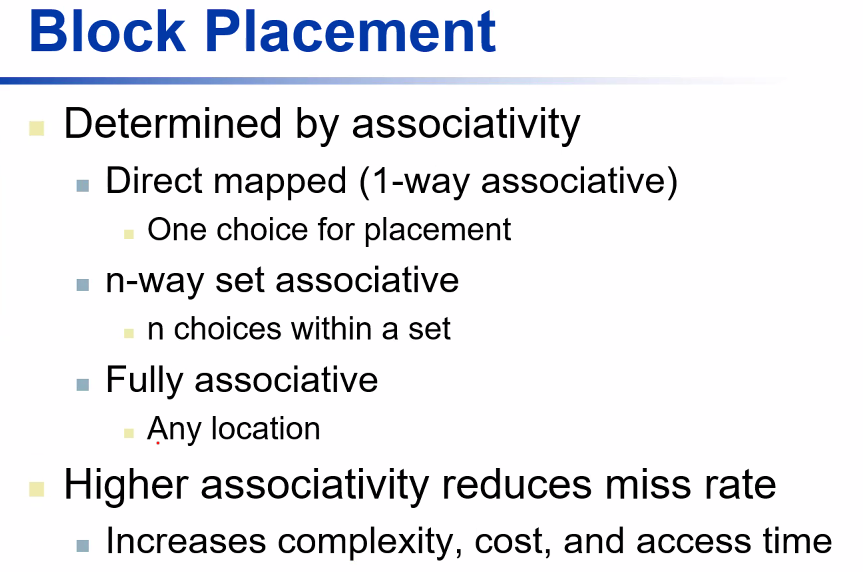 Block Placement
Determined by associativity
Direct mapped (1-way associative)
One choice for placement
n-way set associative
n choices within a set
Fully associative
Any location
Higher associativity reduces miss rate
Increases complexity, cost, and access time